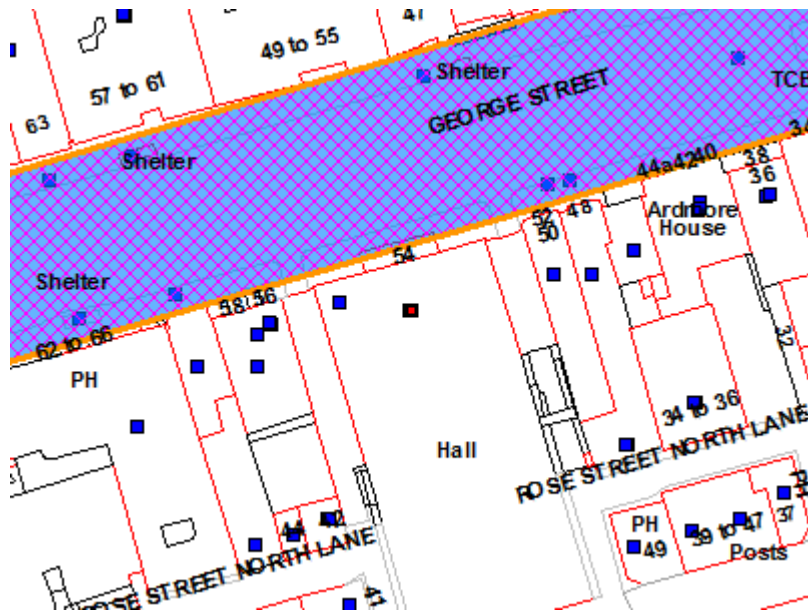 47
49 to 55
57 to 61
63
Shelter
GEORGE STREET
Shelter
TCB
34
44a42
40
38
36
Ardmore
House
52
48
50
54
Shelter
58
56
62 to 66
PH
32
34 to 36
Hall
ROSE STREET NORTH LANE
44
42
ROSE STREET NORTH LANE
41
PH
49
39 to 47
37
Posts